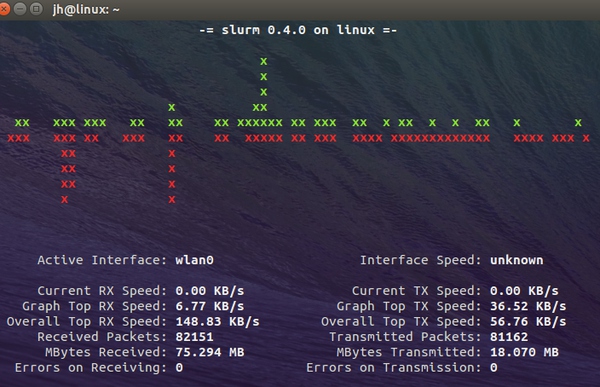 jh@linux: ~
-= slurm 0.4.0 on linux =-
x
x
x
x xx
xx xxx xxx xx x xx xxxxxx xx xxx xx x xx x x xx x x
xxx xxx xx xxx xx xx xxxxx xx xxx xxxx xxxxxxxxxxxxx xxxx xxx x
xx x
xx x
xx x
x x
Active Interface: wlan0 Interface Speed: unknown
Current RX Speed: 0.00 KB/s Current TX Speed: 0.00 KB/s
Graph Top RX Speed: 6.77 KB/s Graph Top TX Speed: 36.52 KB/s
Overall Top RX Speed: 148.83 KB/s Overall Top TX Speed: 56.76 KB/s
Received Packets: 82151 Transmitted Packets: 81162
MBytes Received: 75.294 MB MBytes Transmitted: 18.070 MB
Errors on Receiving: 0 Errors on Transmission: 0